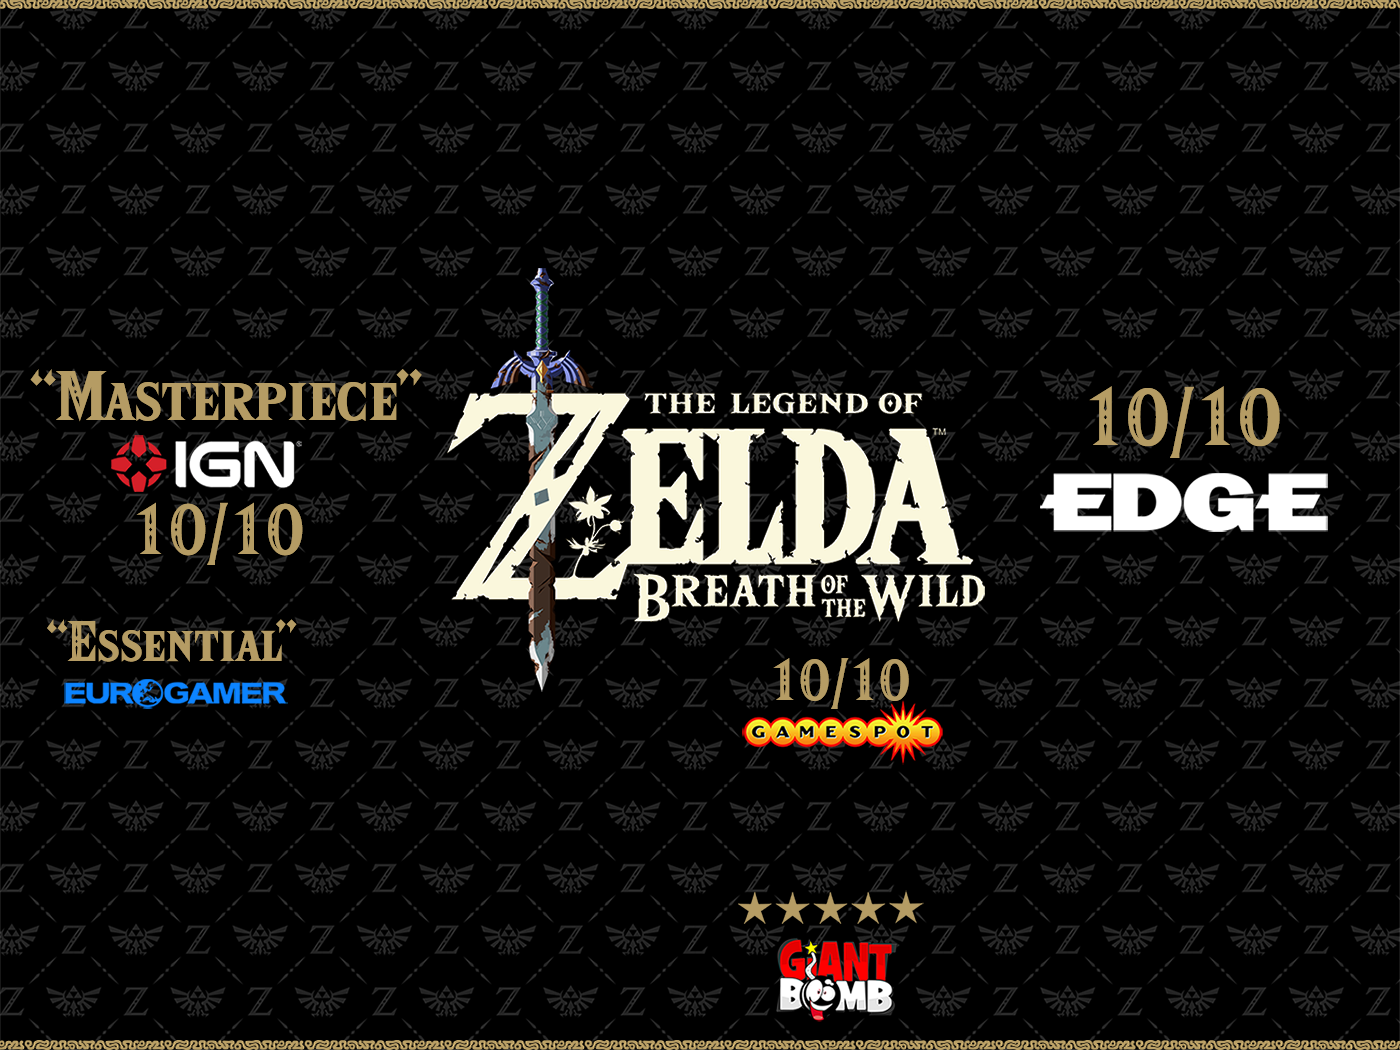 “Masterpiece”
IGN
10/10
“Essential”
EUROGAMER
THE LEGEND OF
ZELDA™
BREATH OF THE WILD
10/10
GAMESPOT
10/10
EDGE
GIANT
BOMB